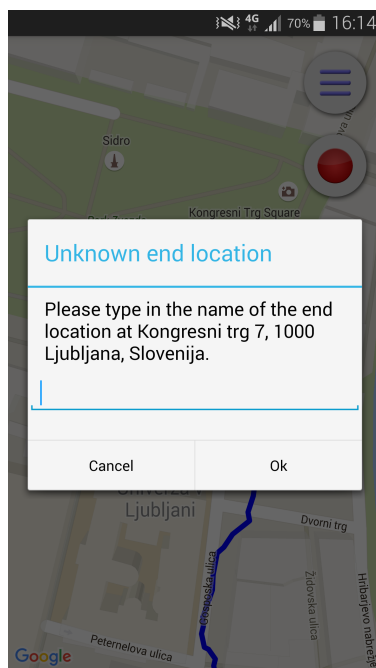 4G 70% 16:14
Sidro
Kongresni Trg Square
Unknown end location
Please type in the name of the end
location at Kongresni trg 7, 1000
Ljubljana, Slovenija.
Cancel Ok
Ljubljani
Dvorni trg
Gosposka ulica
Židovska ulica
Hribarjevo nabrež
Peternelova ulica
Google